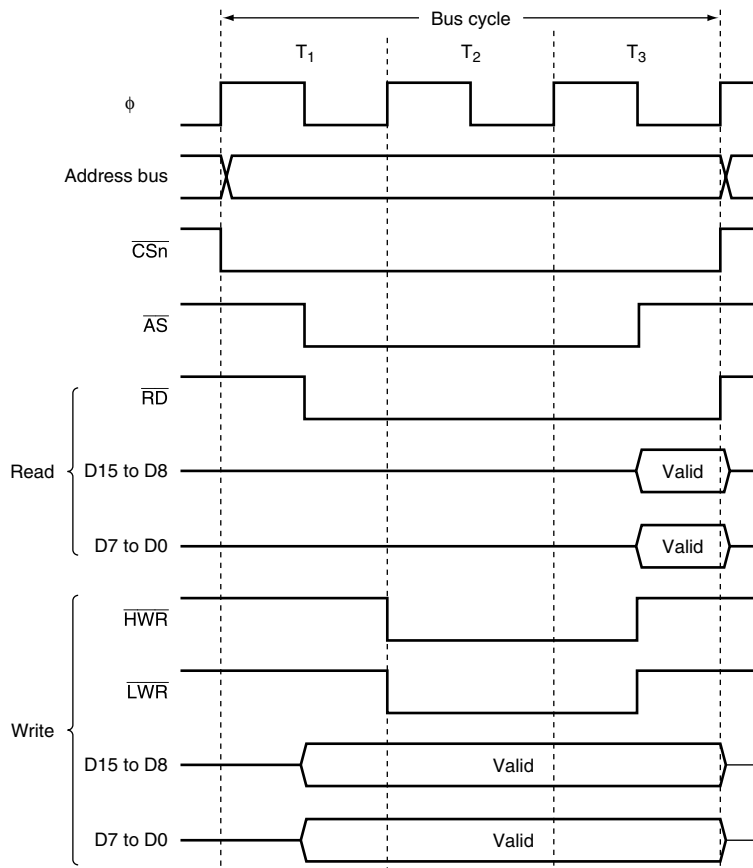 Bus cycle
T1 T2 T3
ϕ
Address bus
CSn
AS
RD
Read
D15 to D8 Valid
D7 to D0 Valid
HWR
LWR
Write
D15 to D8 Valid
D7 to D0 Valid